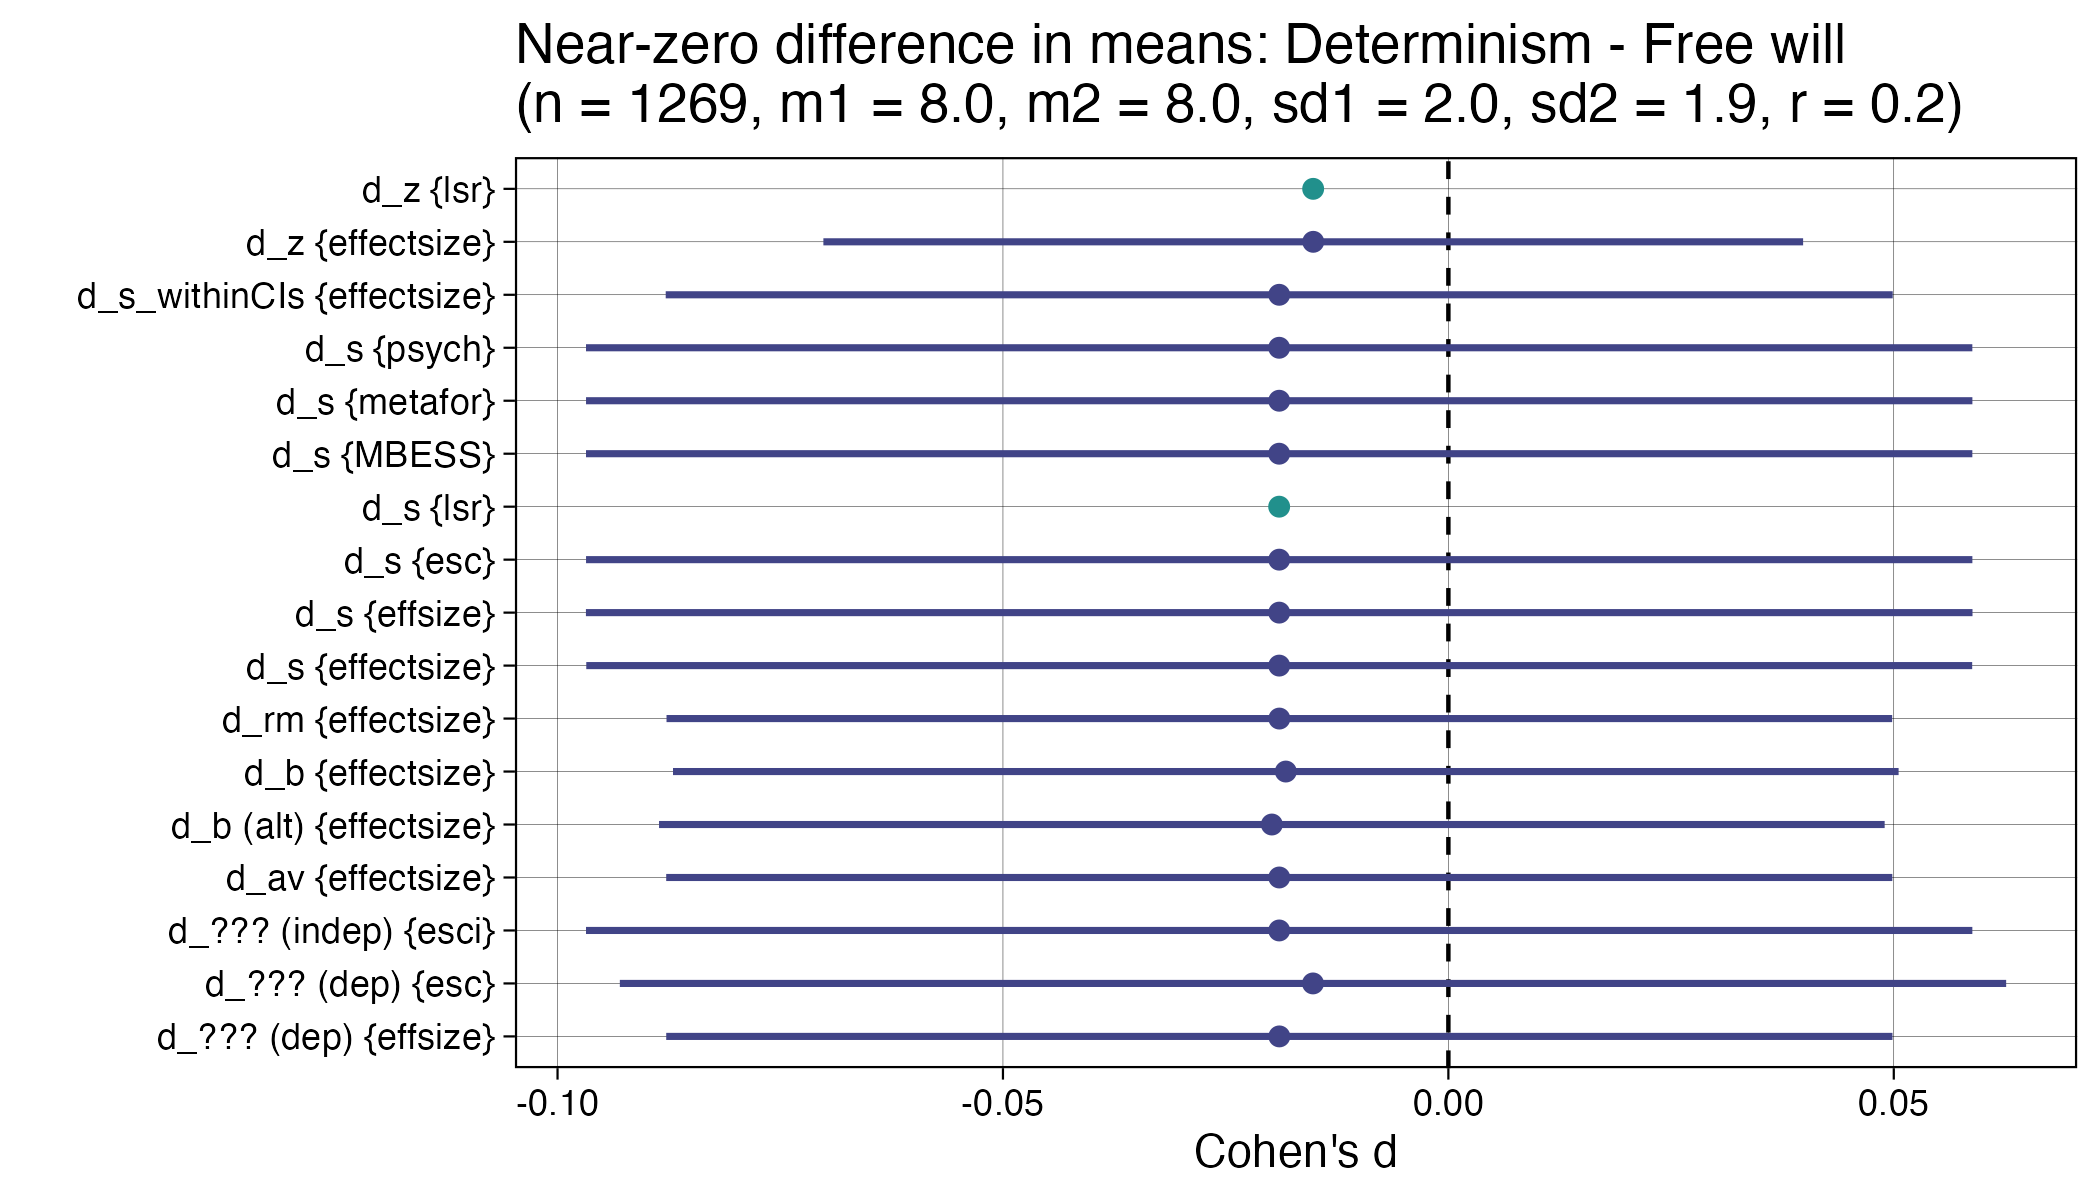 Near-zero difference in means: Determinism - Free will
(n = 1269, m1 = 8.0, m2 = 8.0, sd1 = 2.0, sd2 = 1.9, r = 0.2)
d_z {lsr}
d_z {effectsize}
d_s_withinCIs {effectsize}
d_s {psych}
d_s {metafor}
d_s {MBESS}
d_s {lsr}
d_s {esc}
d_s {effsize}
d_s {effectsize}
d_rm {effectsize}
d_b {effectsize}
d_b (alt) {effectsize}
d_av {effectsize}
d_??? (indep) {esci}
d_??? (dep) {esc}
d_??? (dep) {effsize}
-0.10 -0.05 0.00 0.05
Cohen's d